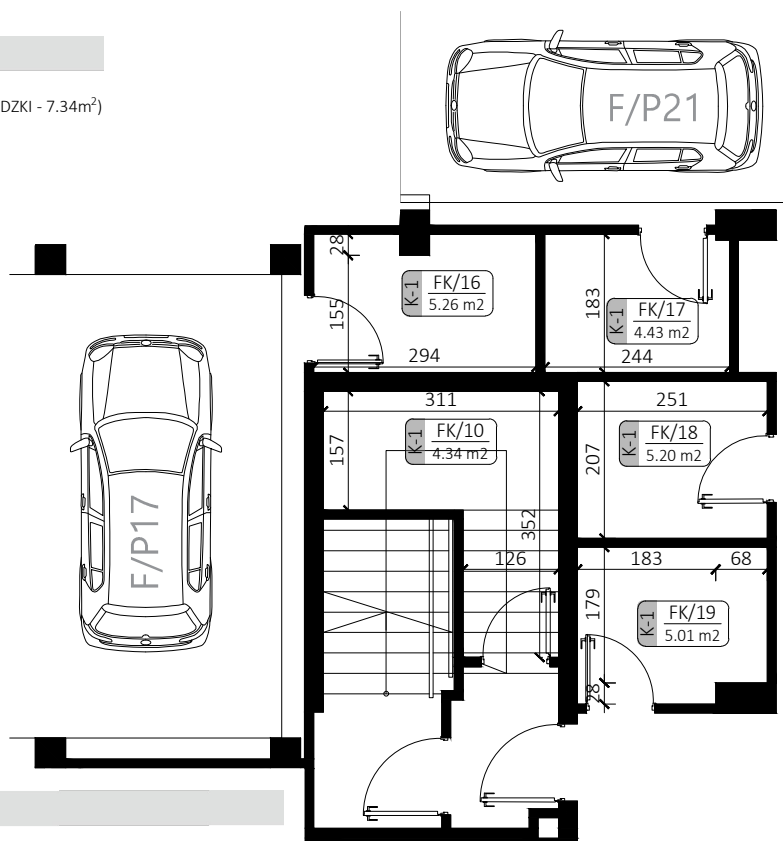 DZKI - 7.34m²)
F/P21
28
155
K-1 FK/16
5.26 m2
294
183
K-1 FK/17
4.43 m2
244
311
157
K-1 FK/10
4.34 m2
352
126
251
207
K-1 FK/18
5.20 m2
183
68
179
K-1 FK/19
5.01 m2
28
F/P17